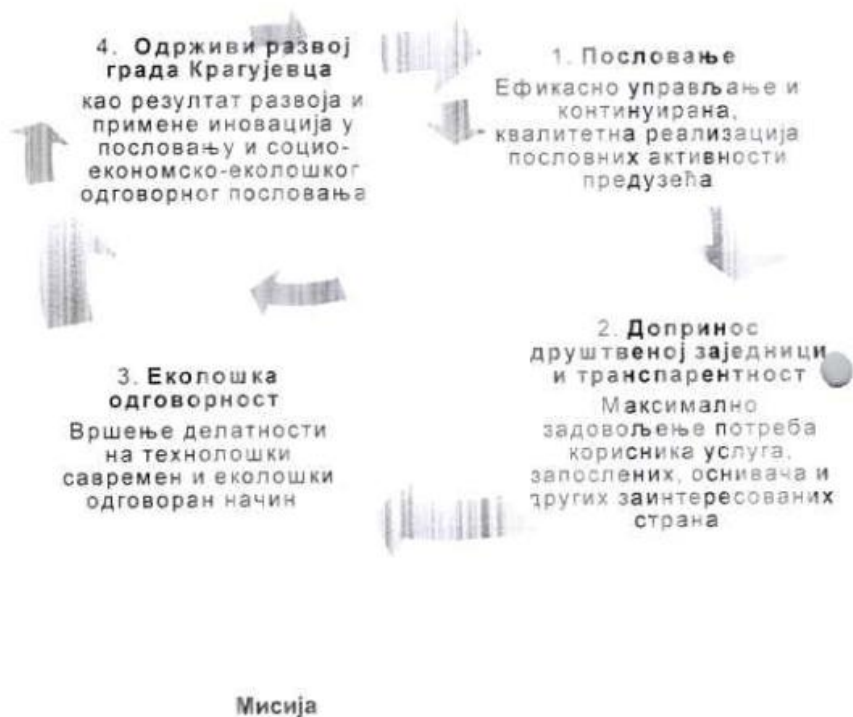 4. Одрживи развој
града Крагујевца
као резултат развоја и
примене иновација у
пословању и социо-
економско-еколошког
одговорног пословања
1. Пословање
Ефикасно управљање и
континуирана,
квалитетна реализација
пословних активности
предузећа
2. Допринос
друштвеној заједници
и транспарентност
Максимално
задовољење потреба
корисника услуга,
запослених, оснивача и
других заинтересованих
страна
3. Еколошка
одговорност
Вршење делатности
на технолошки
савремен и еколошки
одговоран начин
Мисија